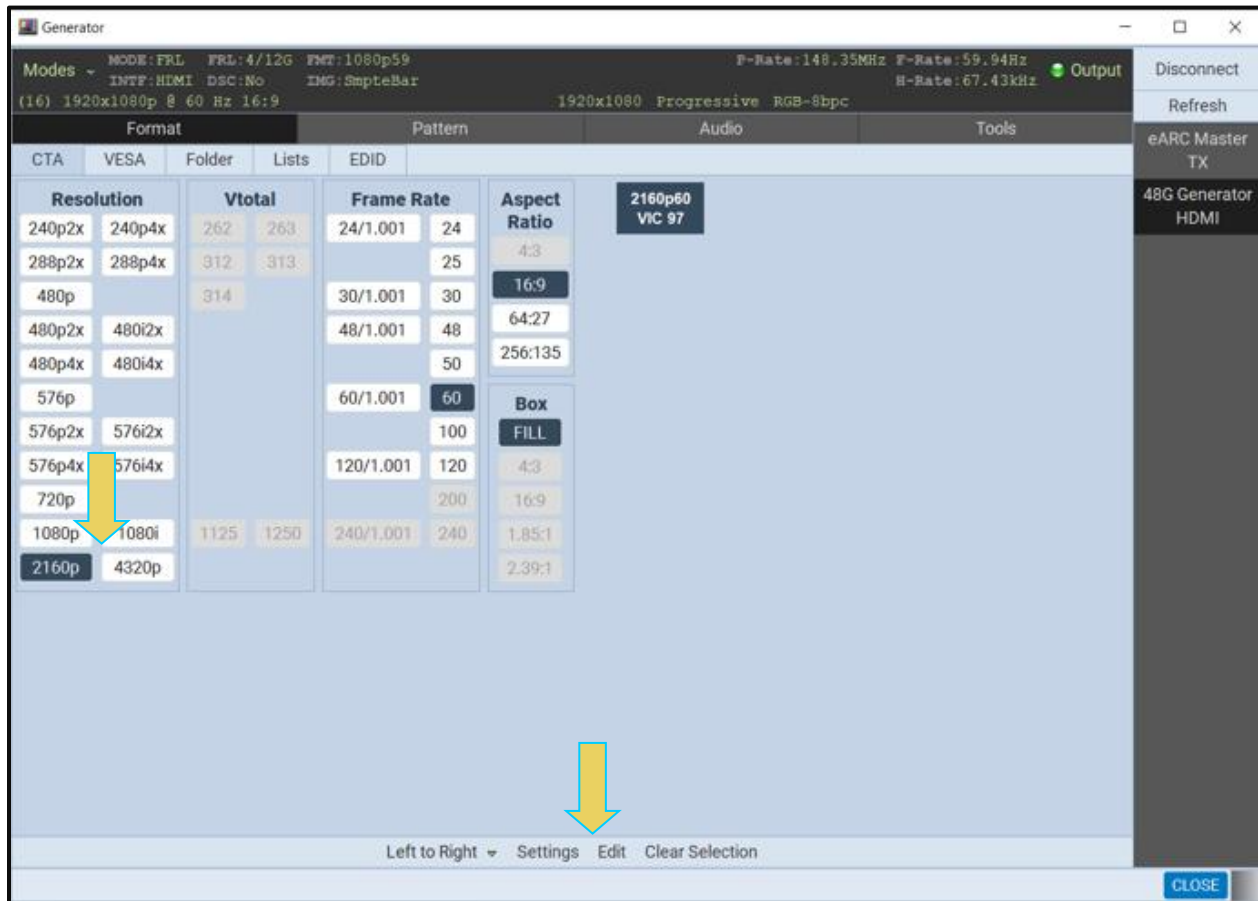 Generator
Modes MODE:FRL FRL:4/12G FMT:1080p59 P-Rate:148.35MHz F-Rate:59.94Hz Output
INTF:HDMI DSC:No IMG:SmpteBar H-Rate:67.43kHz
(16) 1920x1080p @ 60 Hz 16:9 1920x1080 Progressive RGB-8bpc
Disconnect
Refresh
eARC Master
TX
48G Generator
HDMI
Format Pattern Audio Tools
CTA VESA Folder Lists EDID
Resolution
240p2x 240p4x
288p2x 288p4x
480p
480p2x 480i2x
480p4x 480i4x
576p
576p2x 576i2x
576p4x 576i4x
720p
1080p 1080i
2160p 4320p
Vtotal
262 263
312 313
314
1125 1250
Frame Rate
24/1.001 24
25
30/1.001 30
48/1.001 48
50
60/1.001 60
100
120/1.001 120
200
240/1.001 240
Aspect
Ratio
4:3
16:9
64:27
256:135
Box
FILL
4:3
16:9
1.85:1
2.39:1
2160p60
VIC 97
Left to Right Settings Edit Clear Selection
CLOSE